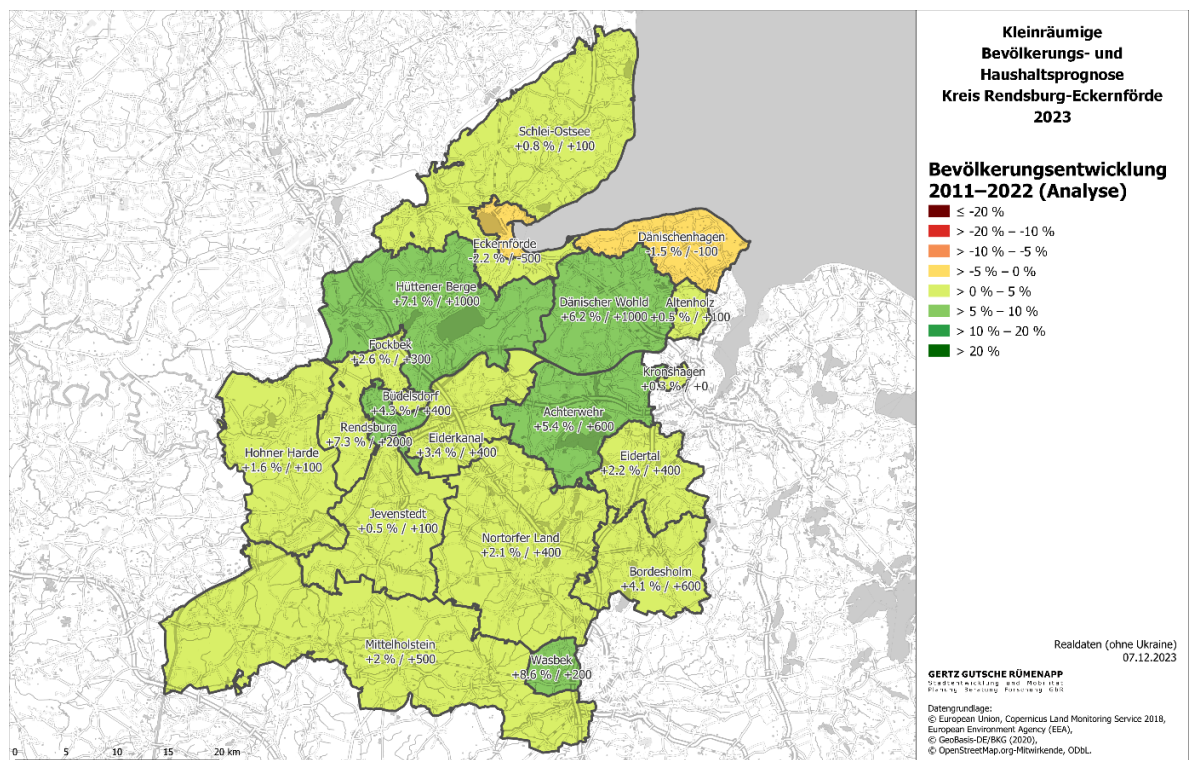 Kleinräumige
Bevölkerungs- und
Haushaltsprognose
Kreis Rendsburg-Eckernförde
2023
Bevölkerungsentwicklung
2011–2022 (Analyse)
≤ -20 %
> -20 % – -10 %
> -10 % – -5 %
> -5 % – 0 %
> 0 % – 5 %
> 5 % – 10 %
> 10 % – 20 %
> 20 %
Schlei-Ostsee
+0.8 % / +100
Eckernförde
-2.2 % / -500
Dänischenhagen
-1.5 % / -100
Hüttener Berge
+7.1 % / +1000
Dänischer Wohld
+6.2 % / +1000
Altenholz
+0.5 % / +100
Fockbek
+2.6 % / +300
Kronshagen
+0.3 % / +0
Büdelsdorf
+4.3 % / +400
Achterwehr
+5.4 % / +600
Rendsburg
+7.3 % / +2000
Eiderkanal
+3.4 % / +400
Hohner Harde
+1.6 % / +100
Eidertal
+2.2 % / +400
Jevenstedt
+0.5 % / +100
Nortorfer Land
+2.1 % / +400
Bordesholm
+4.1 % / +600
Mittelholstein
+2 % / +500
Wasbek
+8.6 % / +200
0 5 10 15 20 km
Realdaten (ohne Ukraine)
07.12.2023
GERTZ GUTSCHE RÜMENAPP
Stadtentwicklung und Mobilität
Planung Beratung Forschung GbR
Datengrundlage:
© European Union, Copernicus Land Monitoring Service 2018,
European Environment Agency (EEA),
© GeoBasis-DE/BKG (2020),
© OpenStreetMap.org-Mitwirkende, ODbL.